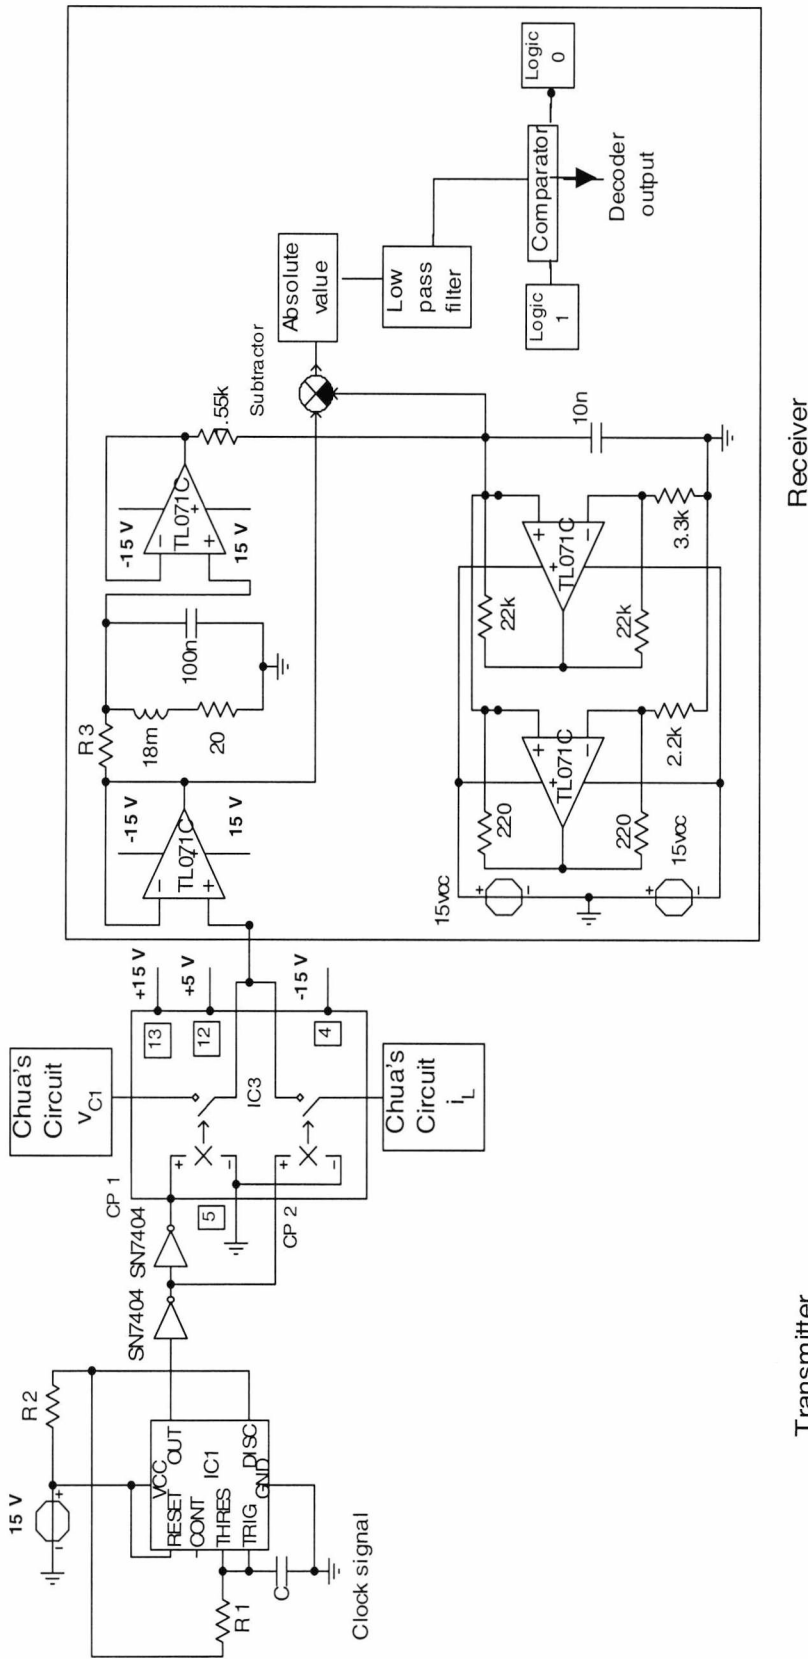 15 V
+
-
R2
R1
C
VCC
RESET
OUT
CONT
IC1
THRES
TRIG
DISC
GND
Clock signal
SN7404
SN7404
CP 1
CP 2
Chua's
Circuit
VC1
13
12
5
4
IC3
+
-
+
-
+15 V
+5 V
-15 V
Chua's
Circuit
iL
Transmitter
-15 V
-
TL071C
+
+
15 V
R3
18m
20
100n
-15 V
-
TL071C
+
+
15 V
1.55k
Subtractor
Absolute
value
Low
pass
filter
Logic
1
Comparator
Logic
0
Decoder
output
15vcc
+
-
15vcc
+
-
220
+
+
TL071C
-
220
2.2k
22k
+
+
TL071C
-
22k
3.3k
10n
Receiver